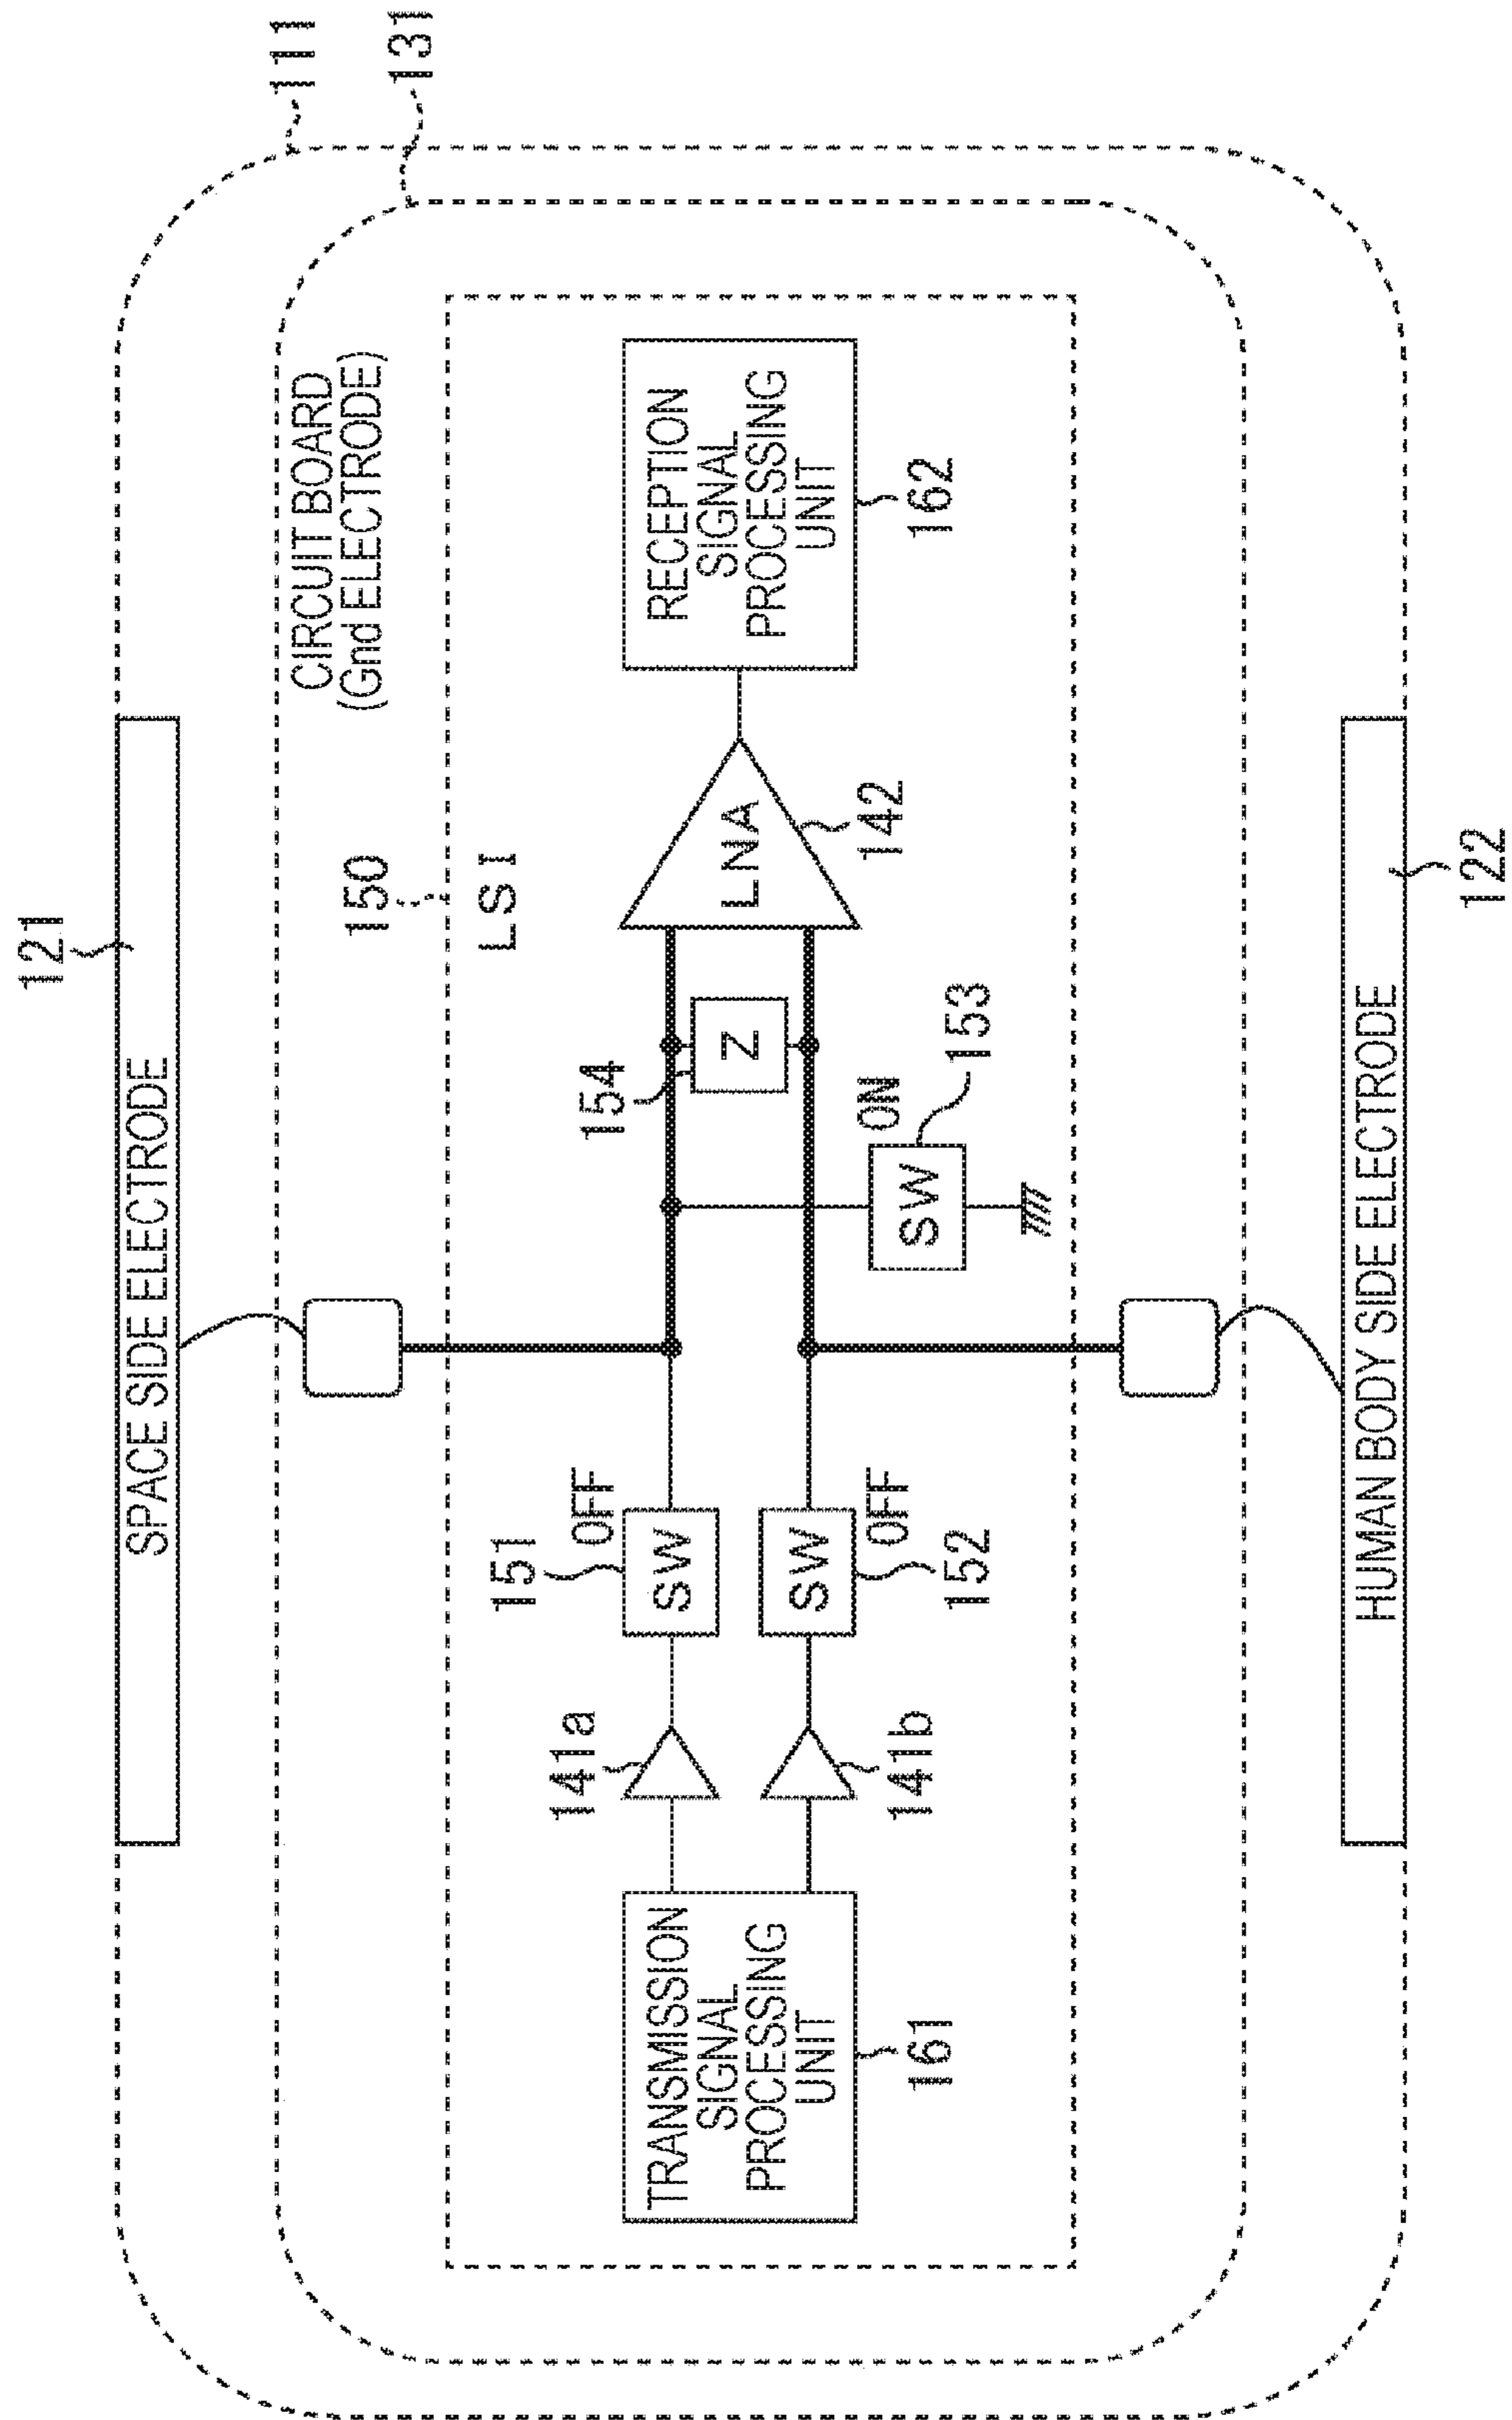 111
131
121
SPACE SIDE ELECTRODE
CIRCUIT BOARD
(Gnd ELECTRODE)
150
LSI
151
OFF
SW
141a
154
Z
LNA
142
TRANSMISSION
SIGNAL
PROCESSING
UNIT
161
RECEPTION
SIGNAL
PROCESSING
UNIT
162
141b
SW
OFF
152
ON
SW
153
HUMAN BODY SIDE ELECTRODE
122